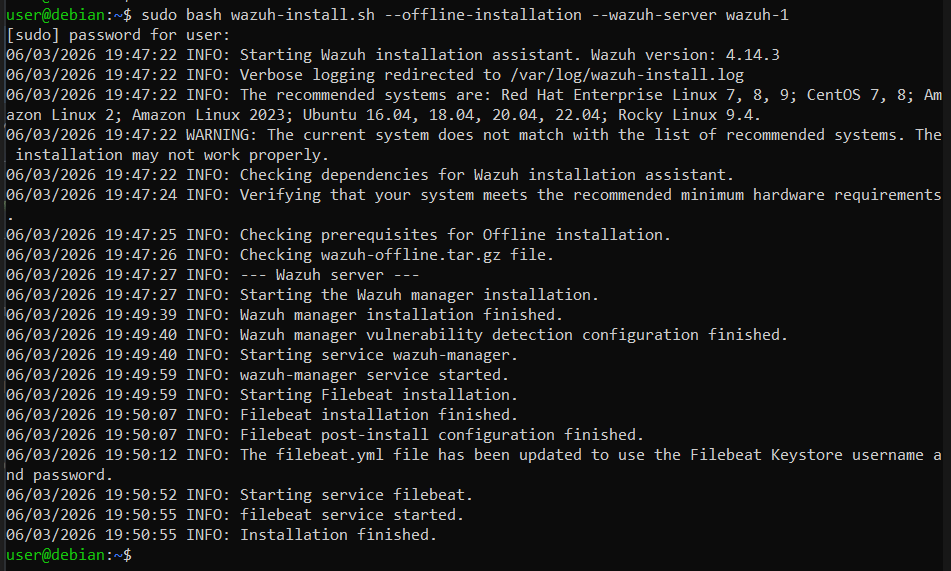 user@debian:~$ sudo bash wazuh-install.sh --offline-installation --wazuh-server wazuh-1
[sudo] password for user:
06/03/2026 19:47:22 INFO: Starting Wazuh installation assistant. Wazuh version: 4.14.3
06/03/2026 19:47:22 INFO: Verbose logging redirected to /var/log/wazuh-install.log
06/03/2026 19:47:22 INFO: The recommended systems are: Red Hat Enterprise Linux 7, 8, 9; CentOS 7, 8; Am
azon Linux 2; Amazon Linux 2023; Ubuntu 16.04, 18.04, 20.04, 22.04; Rocky Linux 9.4.
06/03/2026 19:47:22 WARNING: The current system does not match with the list of recommended systems. The
 installation may not work properly.
06/03/2026 19:47:22 INFO: Checking dependencies for Wazuh installation assistant.
06/03/2026 19:47:24 INFO: Verifying that your system meets the recommended minimum hardware requirements
.
06/03/2026 19:47:25 INFO: Checking prerequisites for Offline installation.
06/03/2026 19:47:26 INFO: Checking wazuh-offline.tar.gz file.
06/03/2026 19:47:27 INFO: --- Wazuh server ---
06/03/2026 19:47:27 INFO: Starting the Wazuh manager installation.
06/03/2026 19:49:39 INFO: Wazuh manager installation finished.
06/03/2026 19:49:40 INFO: Wazuh manager vulnerability detection configuration finished.
06/03/2026 19:49:40 INFO: Starting service wazuh-manager.
06/03/2026 19:49:59 INFO: wazuh-manager service started.
06/03/2026 19:49:59 INFO: Starting Filebeat installation.
06/03/2026 19:50:07 INFO: Filebeat installation finished.
06/03/2026 19:50:07 INFO: Filebeat post-install configuration finished.
06/03/2026 19:50:12 INFO: The filebeat.yml file has been updated to use the Filebeat Keystore username a
nd password.
06/03/2026 19:50:52 INFO: Starting service filebeat.
06/03/2026 19:50:55 INFO: filebeat service started.
06/03/2026 19:50:55 INFO: Installation finished.
user@debian:~$